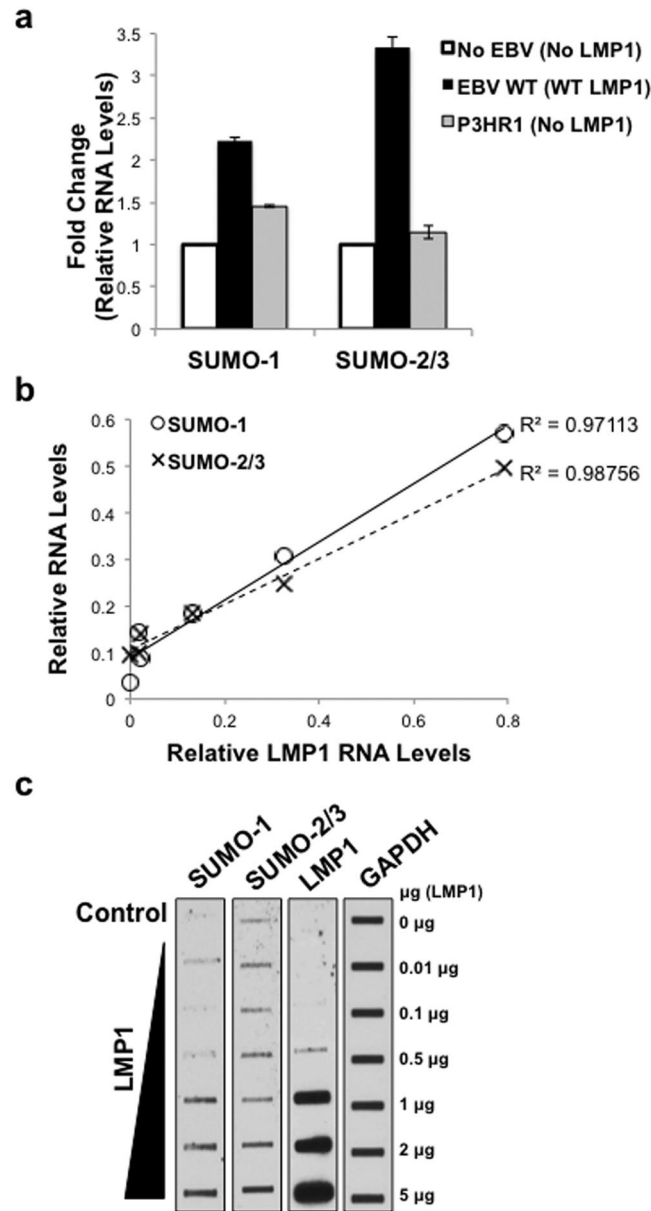 a
Fold Change
(Relative RNA Levels)
3.5
3
2.5
2
1.5
1
0.5
0
No EBV (No LMP1)
EBV WT (WT LMP1)
P3HR1 (No LMP1)
SUMO-1
SUMO-2/3
b
Relative RNA Levels
0.6
0.5
0.4
0.3
0.2
0.1
0
SUMO-1
SUMO-2/3
R² = 0.97113
R² = 0.98756
0
0.2
0.4
0.6
0.8
Relative LMP1 RNA Levels
c
SUMO-1
SUMO-2/3
LMP1
GAPDH
µg (LMP1)
Control
LMP1
0 µg
0.01 µg
0.1 µg
0.5 µg
1 µg
2 µg
5 µg